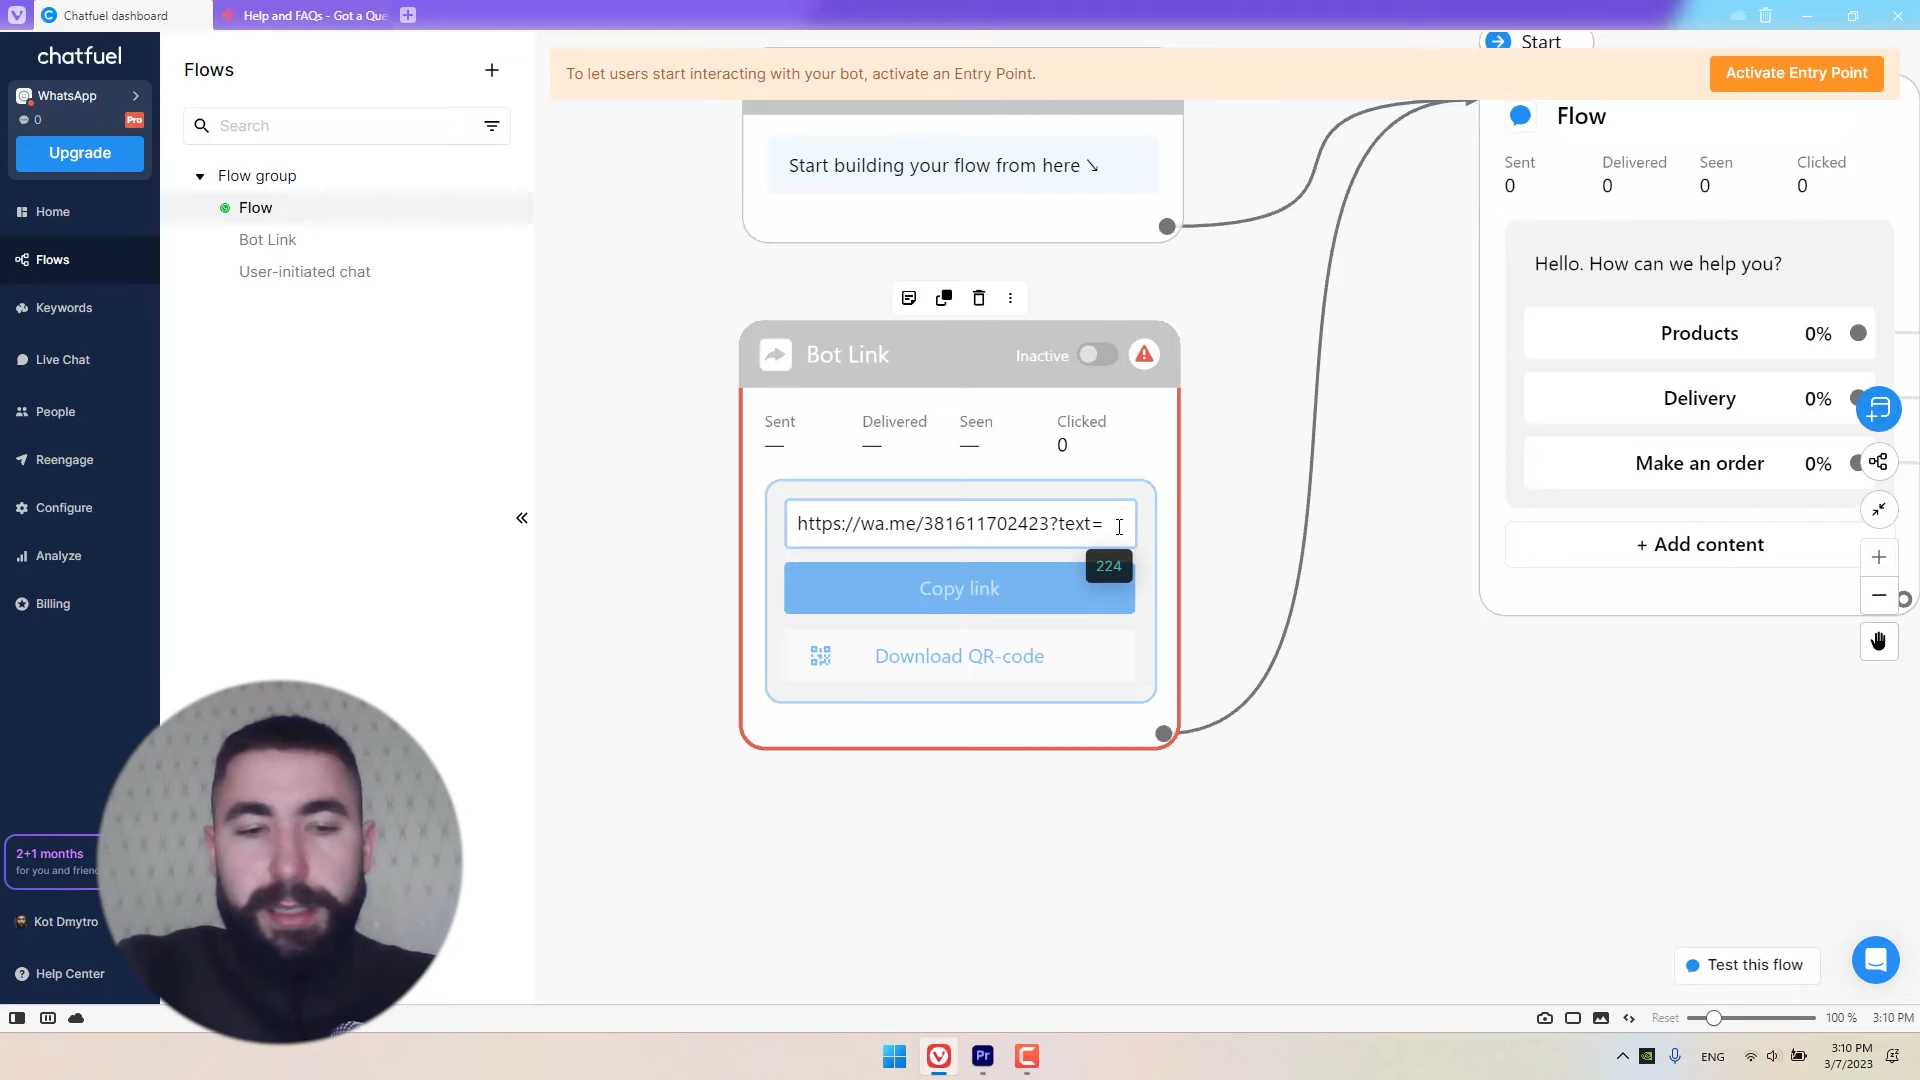 Chatfuel dashboard
Help and FAQs - Got a Que
chatfuel
WhatsApp
0
Pro
Upgrade
Home
Flows
Keywords
Live Chat
People
Reengage
Configure
Analyze
Billing
2+1 months
for you and frien
Kot Dmytro
Help Center
Flows
Search
Flow group
Flow
Bot Link
User-initiated chat
To let users start interacting with your bot, activate an Entry Point.
Activate Entry Point
Start building your flow from here ↘
Bot Link
Inactive
Sent
Delivered
Seen
Clicked
—
—
—
0
https://wa.me/381611702423?text=
224
Copy link
Download QR-code
Start
Flow
Sent
Delivered
Seen
Clicked
0
0
0
0
Hello. How can we help you?
Products 0%
Delivery 0%
Make an order 0%
+ Add content
Test this flow
Reset
100 %
3:10 PM
Pr
ENG
3:10 PM
3/7/2023